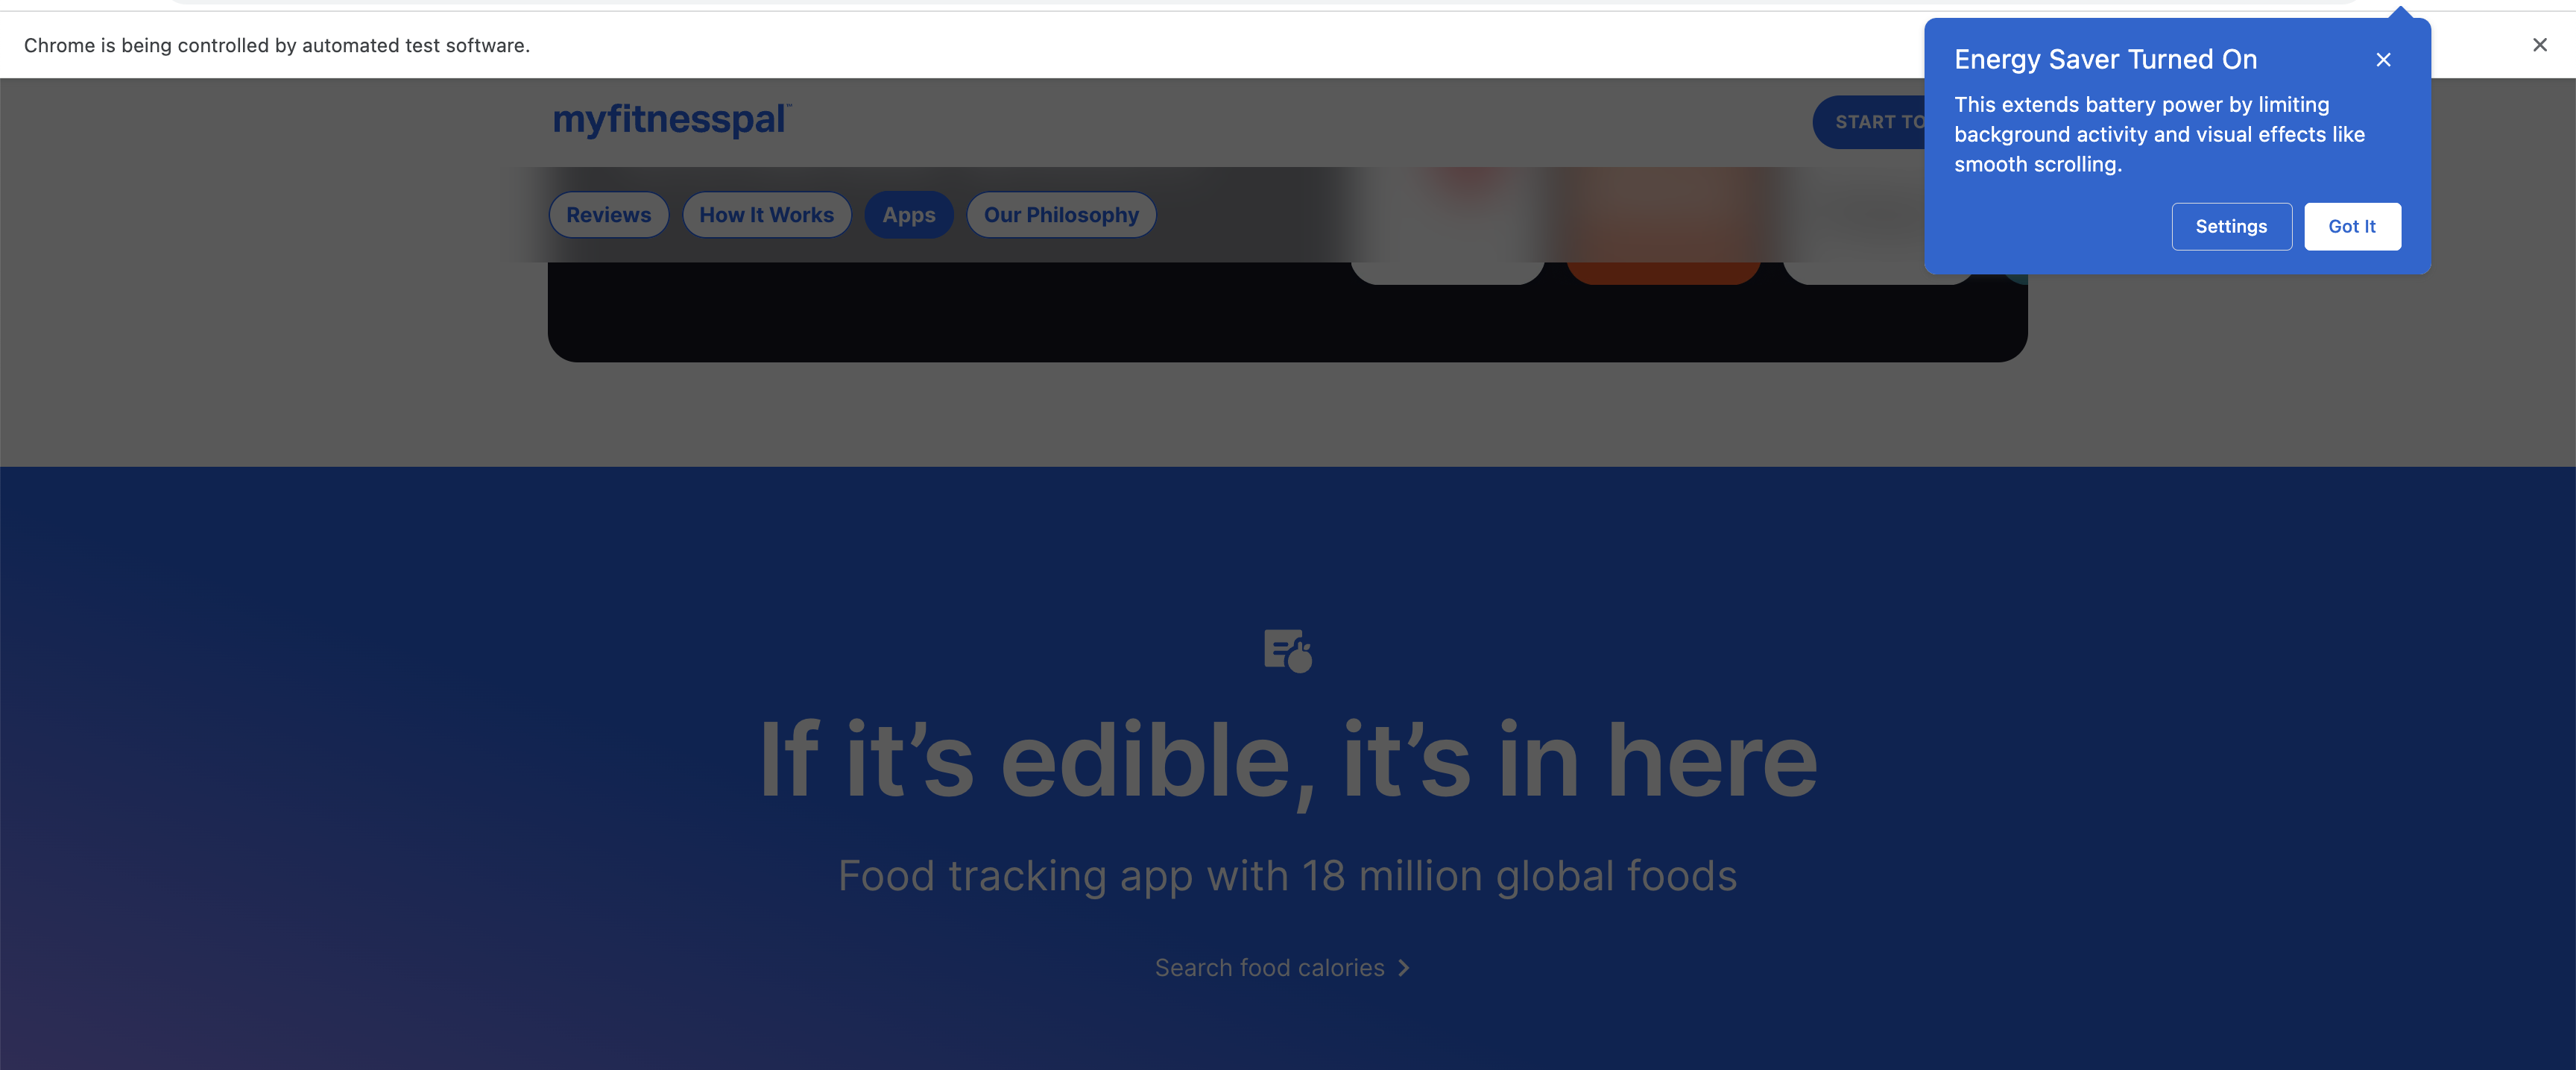 Chrome is being controlled by automated test software.
Energy Saver Turned On
This extends battery power by limiting
background activity and visual effects like
smooth scrolling.
Settings
Got It
myfitnesspal™
START TO
Reviews
How It Works
Apps
Our Philosophy
If it’s edible, it’s in here
Food tracking app with 18 million global foods
Search food calories